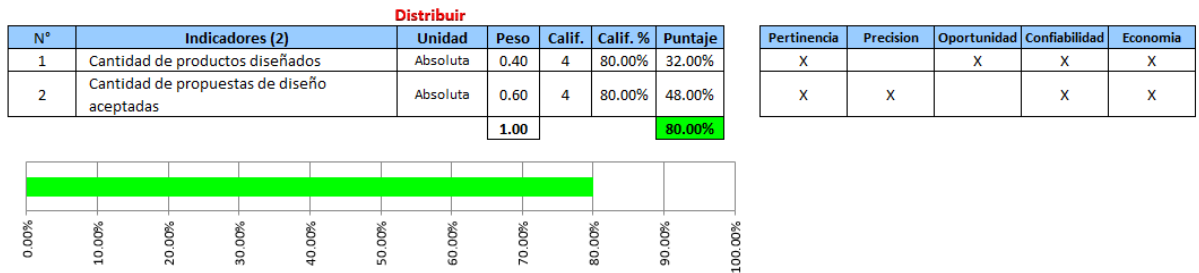 Distribuir
N° Indicadores (2) Unidad Peso Calif. Calif. % Puntaje Pertinencia Precision Oportunidad Confiabilidad Economia
1 Cantidad de productos diseñados Absoluta 0.40 4 80.00% 32.00% X X X X
2 Cantidad de propuestas de diseño aceptadas Absoluta 0.60 4 80.00% 48.00% X X X X
1.00 80.00%
0.00% 10.00% 20.00% 30.00% 40.00% 50.00% 60.00% 70.00% 80.00% 90.00% 100.00%